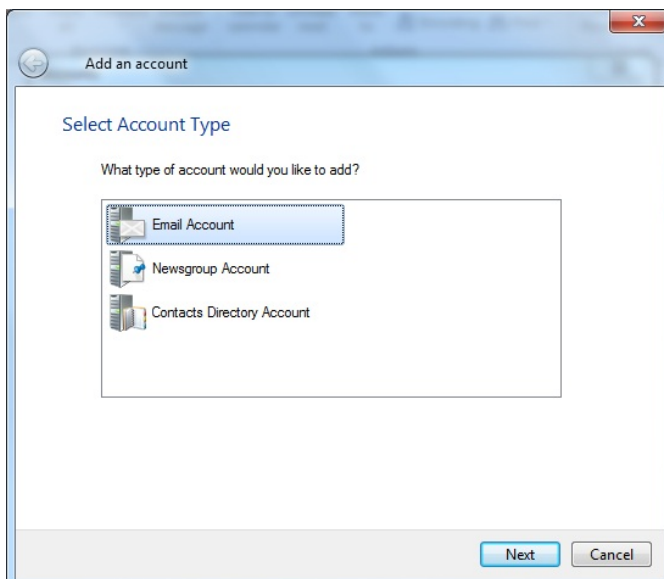 Add an account
Select Account Type
What type of account would you like to add?
Email Account
Newsgroup Account
Contacts Directory Account
Next
Cancel